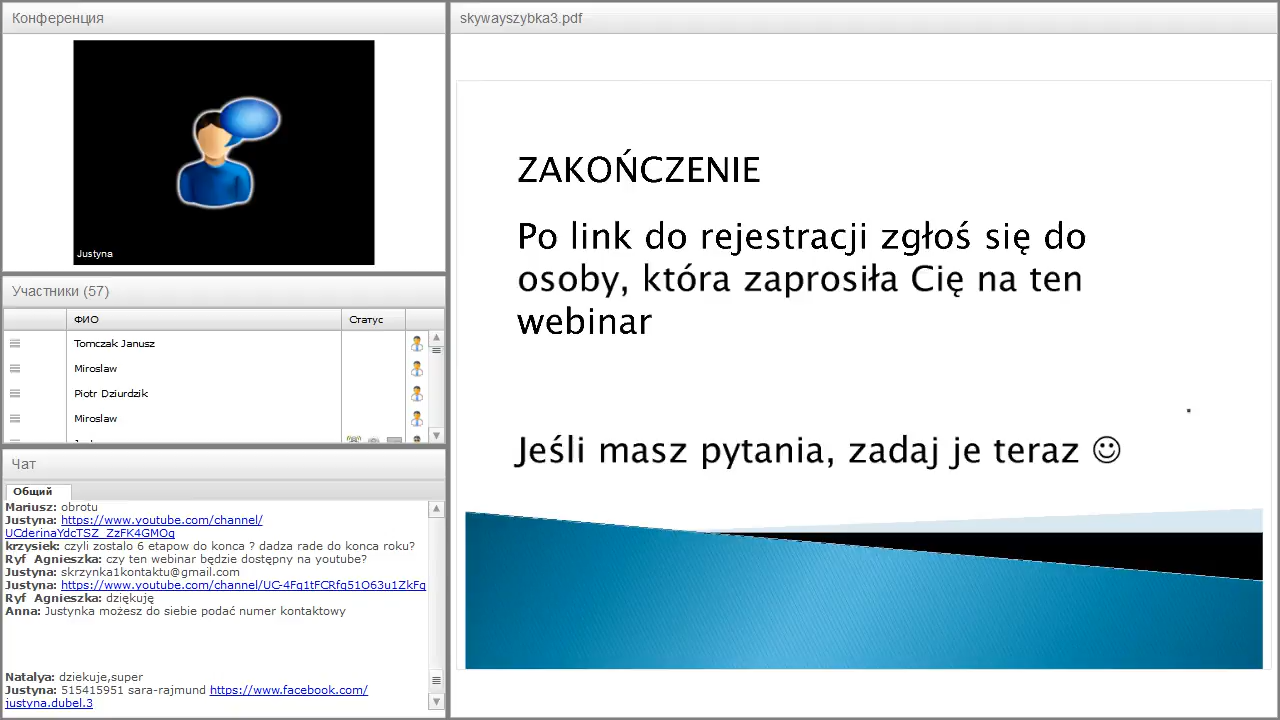 Конференция
Justyna
Участники (57)
ФИО
Статус
Tomczak Janusz
Miroslaw
Piotr Dziurdzik
Miroslaw
Чат
Общий
Mariusz: obrotu
Justyna: https://www.youtube.com/channel/
UCderinaYdcTSZ_ZzFK4GMOg
krzysiek: czyli zostalo 6 etapow do konca ? dadza rade do konca roku?
Ryf Agnieszka: czy ten webinar będzie dostępny na youtube?
Justyna: skrzynka1kontaktu@gmail.com
Justyna: https://www.youtube.com/channel/UC-4Fq1tFCRfq51O63u1ZkFg
Ryf Agnieszka: dziękuję
Anna: Justynka możesz do siebie podać numer kontaktowy
Natalya: dziekuje,super
Justyna: 515415951 sara-rajmund https://www.facebook.com/
justyna.dubel.3
skywayszybka3.pdf
ZAKOŃCZENIE
Po link do rejestracji zgłoś się do
osoby, która zaprosiła Cię na ten
webinar
Jeśli masz pytania, zadaj je teraz ☺